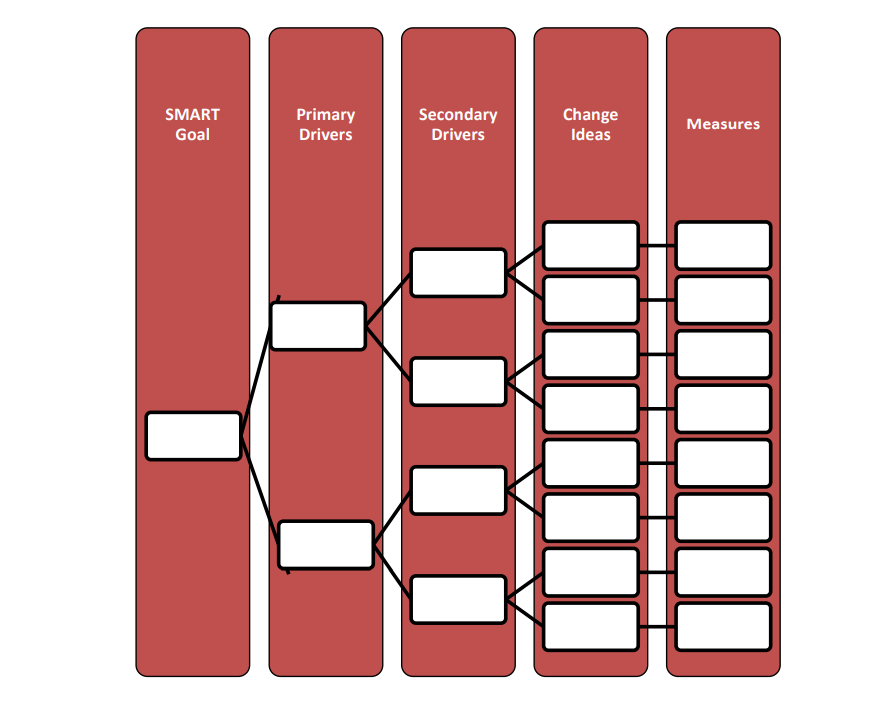 SMART
Goal
Primary
Drivers
Secondary
Drivers
Change
Ideas
Measures